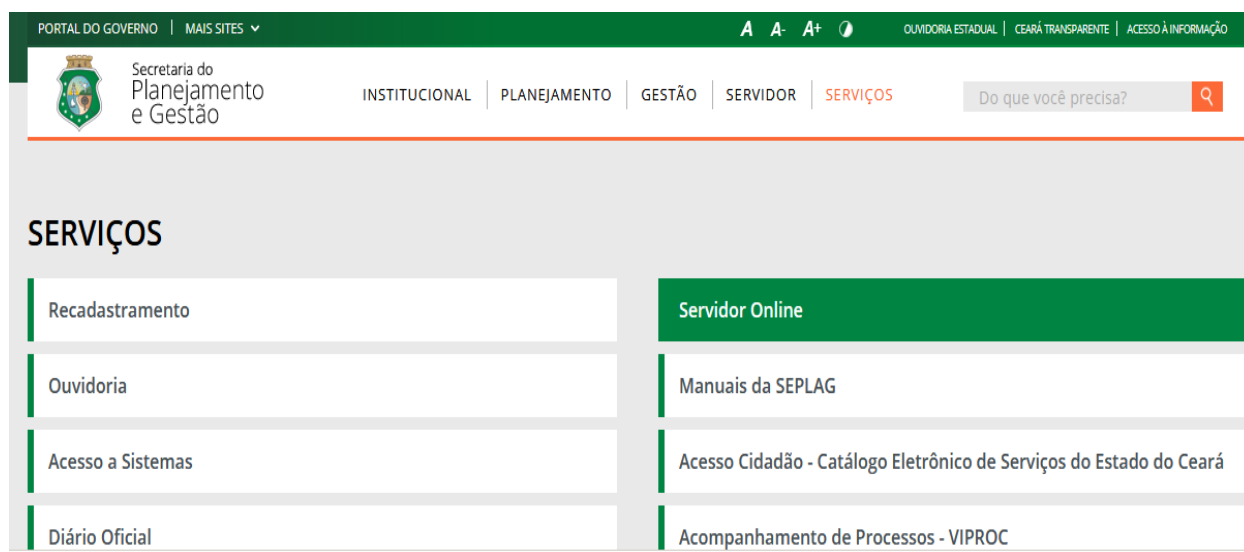 PORTAL DO GOVERNO | MAIS SITES
A A- A+
OUVIDORIA ESTADUAL | CEARÁ TRANSPARENTE | ACESSO À INFORMAÇÃO
Secretaria do
Planejamento
e Gestão
INSTITUCIONAL | PLANEJAMENTO | GESTÃO | SERVIDOR | SERVIÇOS
Do que você precisa?
SERVIÇOS
Recadastramento
Servidor Online
Ouvidoria
Manuais da SEPLAG
Acesso a Sistemas
Acesso Cidadão - Catálogo Eletrônico de Serviços do Estado do Ceará
Diário Oficial
Acompanhamento de Processos - VIPROC